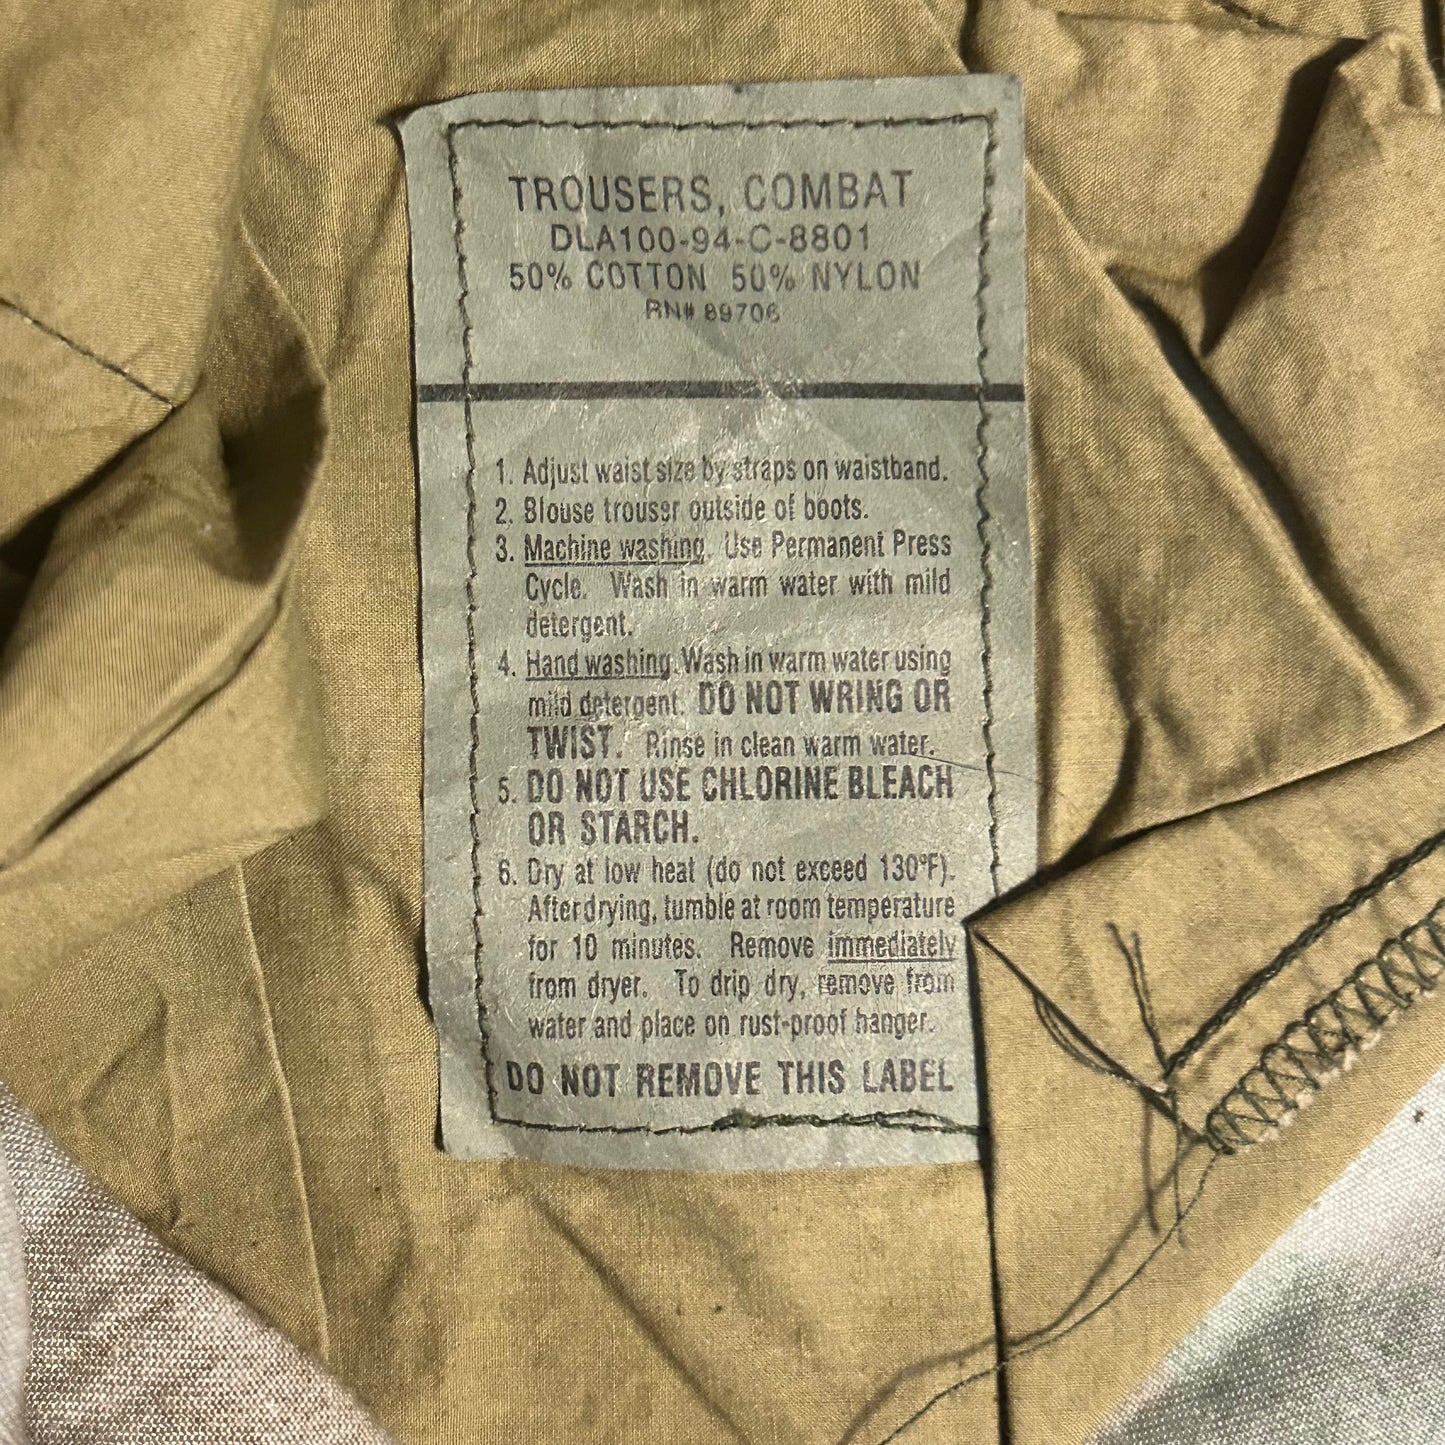 TROUSERS, COMBAT
DLA100-94-C-8801
50% COTTON 50% NYLON
RN# 89706
1. Adjust waist size by straps on waistband.
2. Blouse trouser outside of boots.
3. Machine washing. Use Permanent Press
Cycle. Wash in warm water with mild
detergent.
4. Hand washing. Wash in warm water using
mild detergent. DO NOT WRING OR
TWIST. Rinse in clean warm water.
5. DO NOT USE CHLORINE BLEACH
OR STARCH.
6. Dry at low heat (do not exceed 130°F).
After drying, tumble at room temperature
for 10 minutes. Remove immediately
from dryer. To drip dry, remove from
water and place on rust-proof hanger.
DO NOT REMOVE THIS LABEL